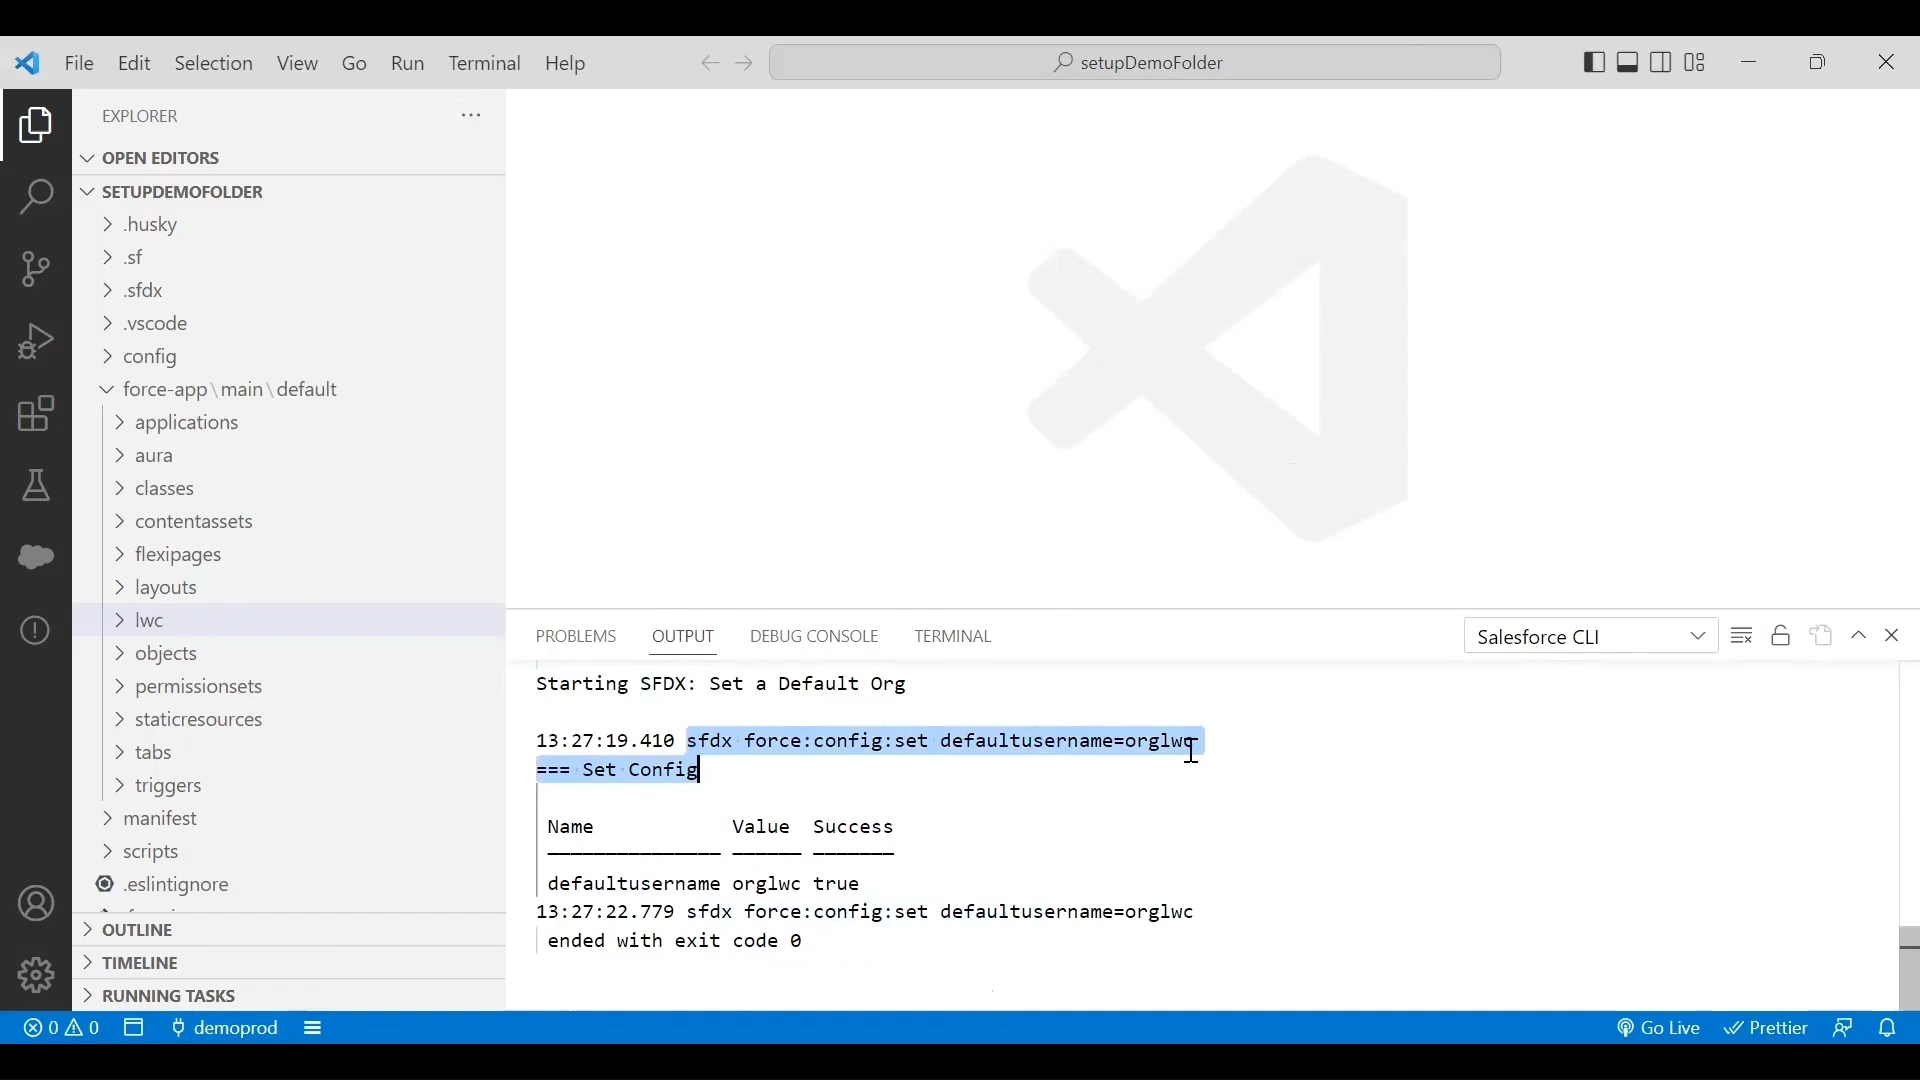 File Edit Selection View Go Run Terminal Help
setupDemoFolder
EXPLORER
OPEN EDITORS
SETUPDEMOFOLDER
.husky
.sf
.sfdx
.vscode
config
force-app\main\default
applications
aura
classes
contentassets
flexipages
layouts
lwc
objects
permissionsets
staticresources
tabs
triggers
manifest
scripts
.eslintignore
OUTLINE
TIMELINE
RUNNING TASKS
PROBLEMS OUTPUT DEBUG CONSOLE TERMINAL
Salesforce CLI
Starting SFDX: Set a Default Org
13:27:19.410 sfdx force:config:set defaultusername=orglwc
=== Set Config
Name Value Success
defaultusername orglwc true
13:27:22.779 sfdx force:config:set defaultusername=orglwc
ended with exit code 0
0 0 demoprod
Go Live Prettier